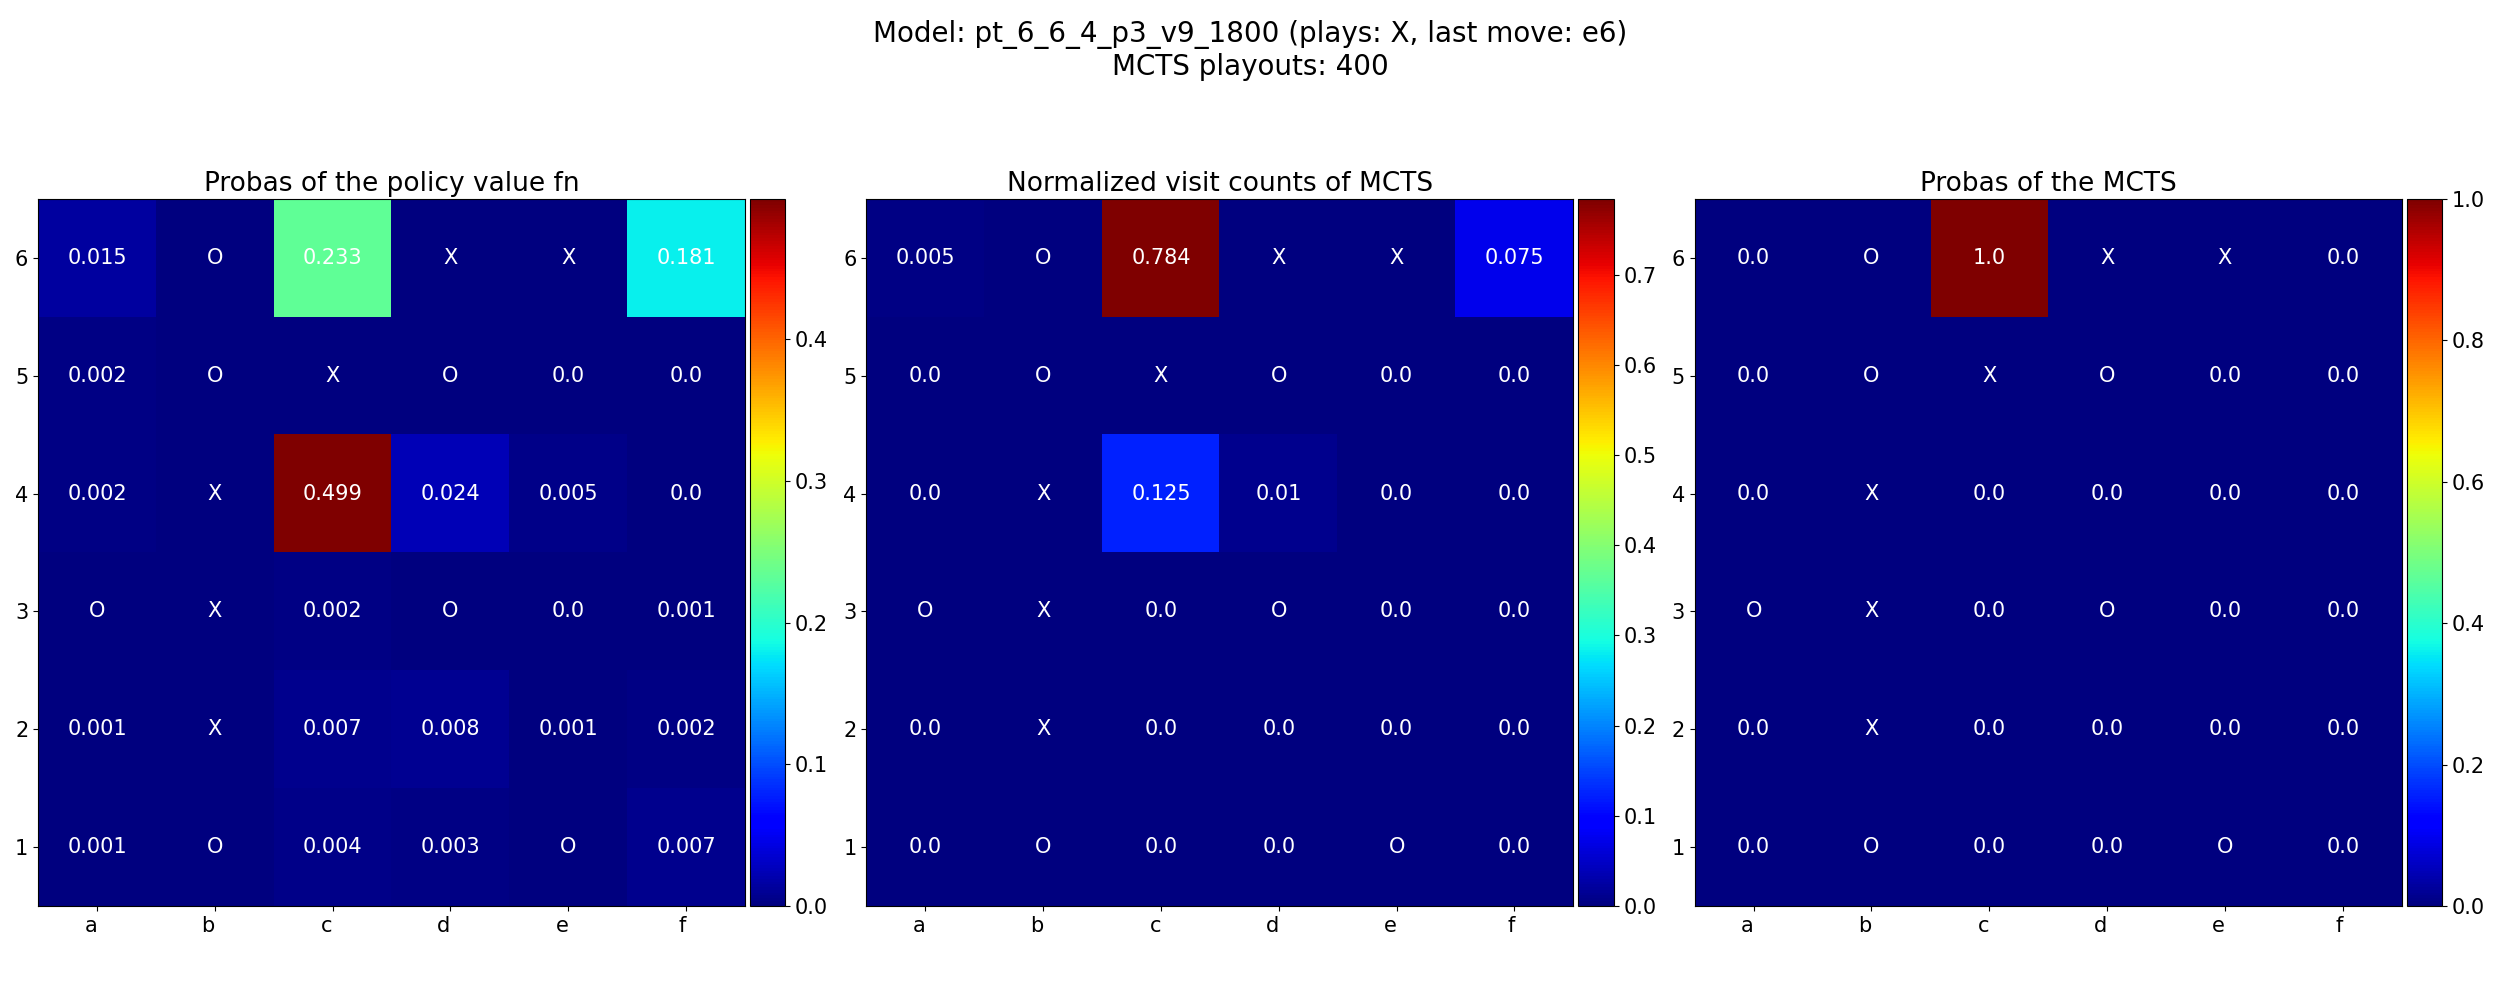 Model: pt_6_6_4_p3_v9_1800 (plays: X, last move: e6)
MCTS playouts: 400
Probas of the policy value fn
6 0.015 O 0.233 X X 0.181
5 0.002 O X O 0.0 0.0
4 0.002 X 0.499 0.024 0.005 0.0
3 O X 0.002 O 0.0 0.001
2 0.001 X 0.007 0.008 0.001 0.002
1 0.001 O 0.004 0.003 O 0.007
a b c d e f
0.4
0.3
0.2
0.1
0.0
Normalized visit counts of MCTS
6 0.005 O 0.784 X X 0.075
5 0.0 O X O 0.0 0.0
4 0.0 X 0.125 0.01 0.0 0.0
3 O X 0.0 O 0.0 0.0
2 0.0 X 0.0 0.0 0.0 0.0
1 0.0 O 0.0 0.0 O 0.0
a b c d e f
0.7
0.6
0.5
0.4
0.3
0.2
0.1
0.0
Probas of the MCTS
6 0.0 O 1.0 X X 0.0
5 0.0 O X O 0.0 0.0
4 0.0 X 0.0 0.0 0.0 0.0
3 O X 0.0 O 0.0 0.0
2 0.0 X 0.0 0.0 0.0 0.0
1 0.0 O 0.0 0.0 O 0.0
a b c d e f
1.0
0.8
0.6
0.4
0.2
0.0